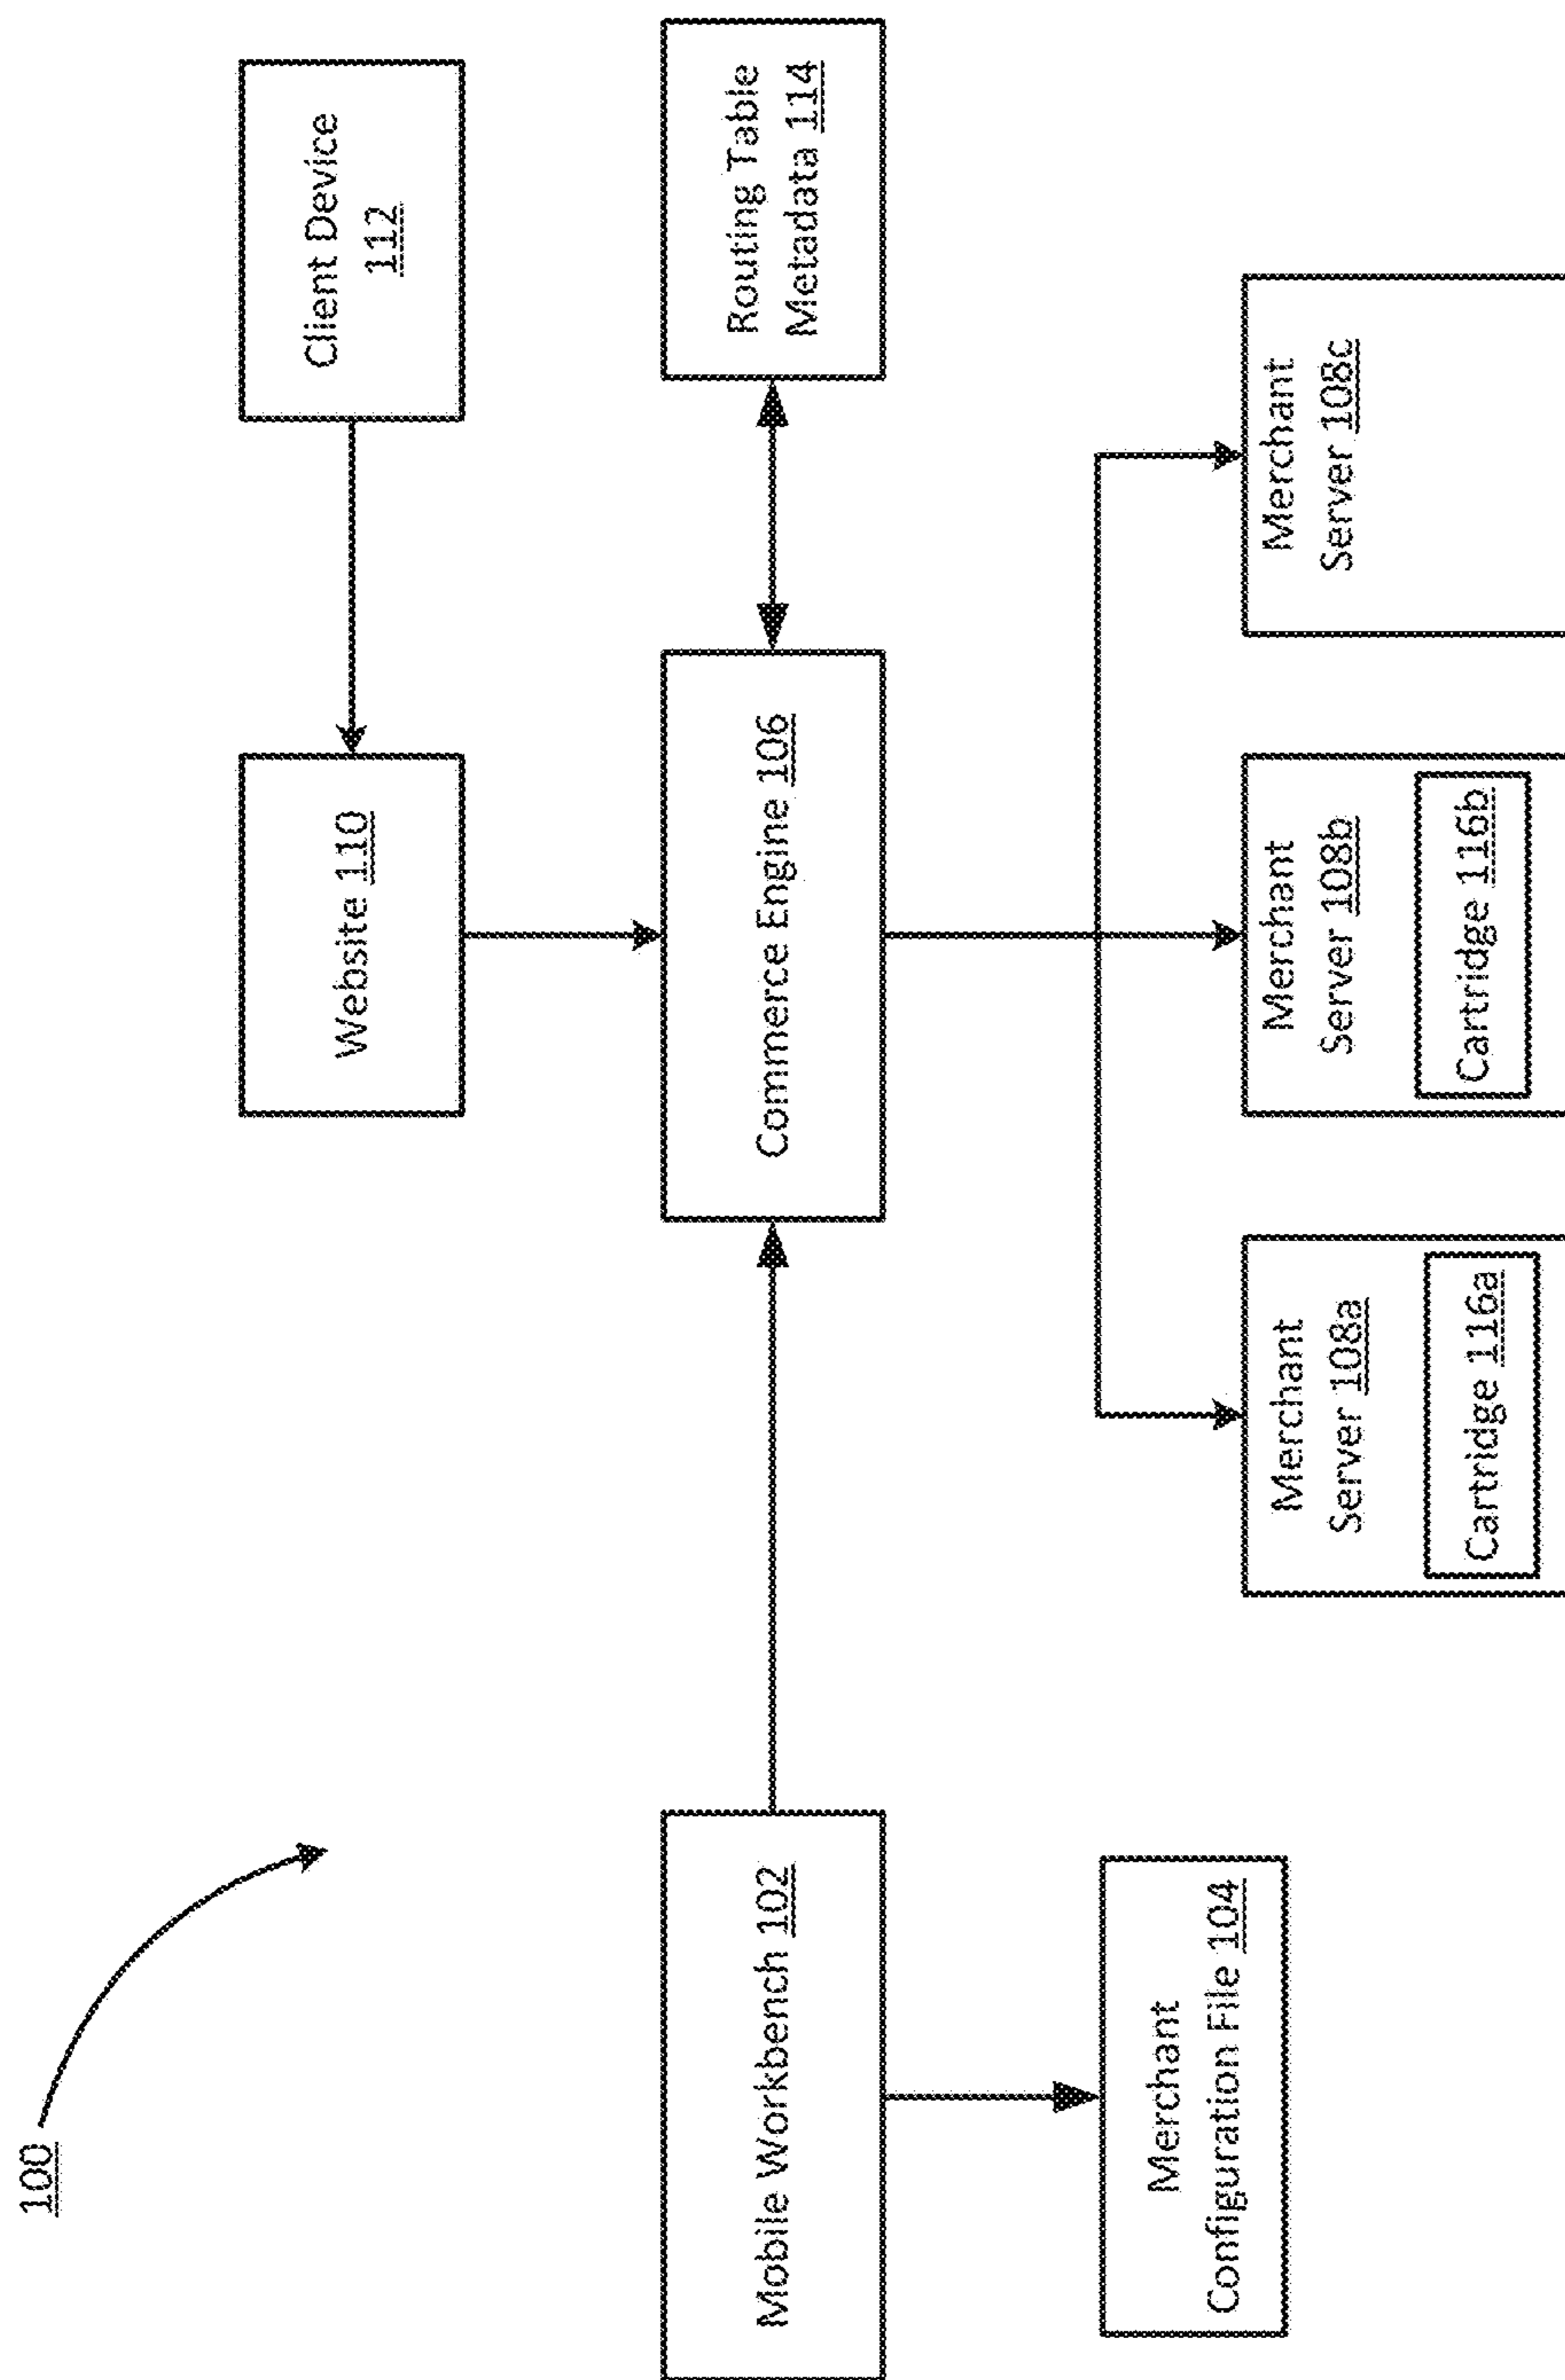 100
Client Device
112
Website 110
Mobile Workbench 102
Commerce Engine 106
Routing Table
Metadata 114
Merchant
Configuration File 104
Merchant
Server 108a
Cartridge 116a
Merchant
Server 108b
Cartridge 116b
Merchant
Server 108c